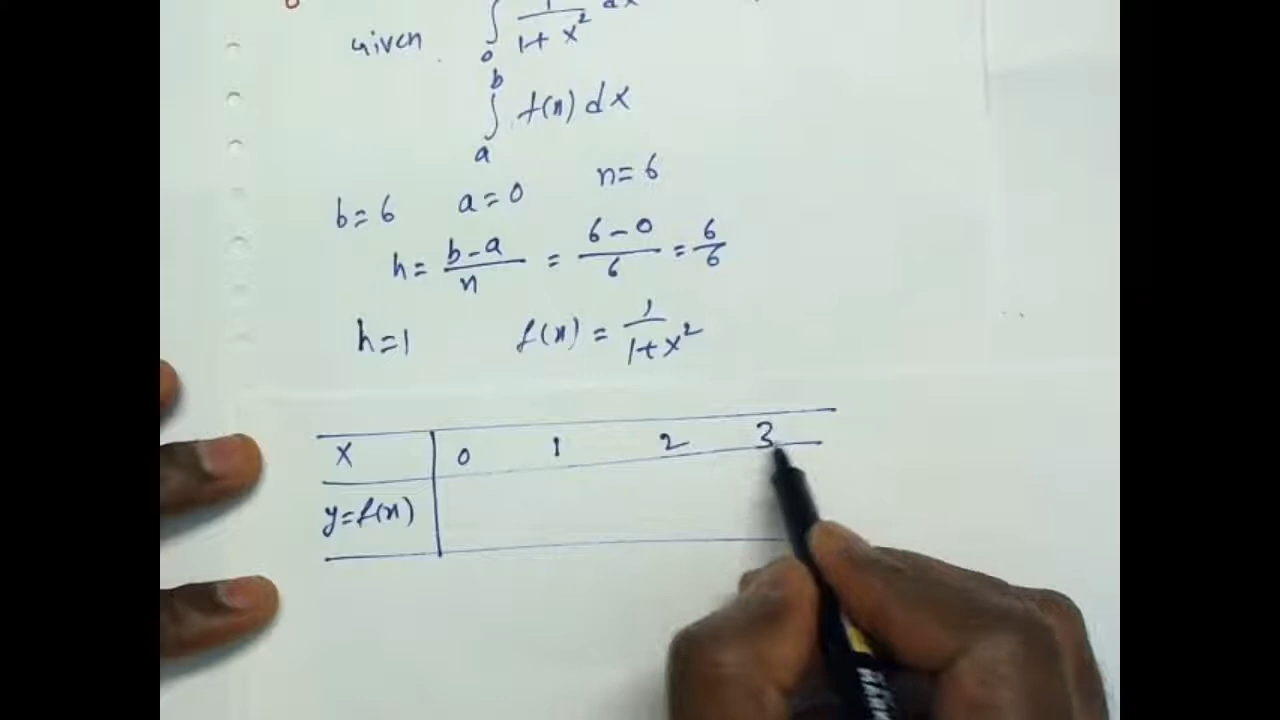 Given ∫ 0 1/1+x² dx
∫ a b f(x) dx
b=6 a=0 n=6
h= b-a/n = 6-0/6 = 6/6
h=1 f(x) = 1/1+x²
x 0 1 2 3
y=f(x)